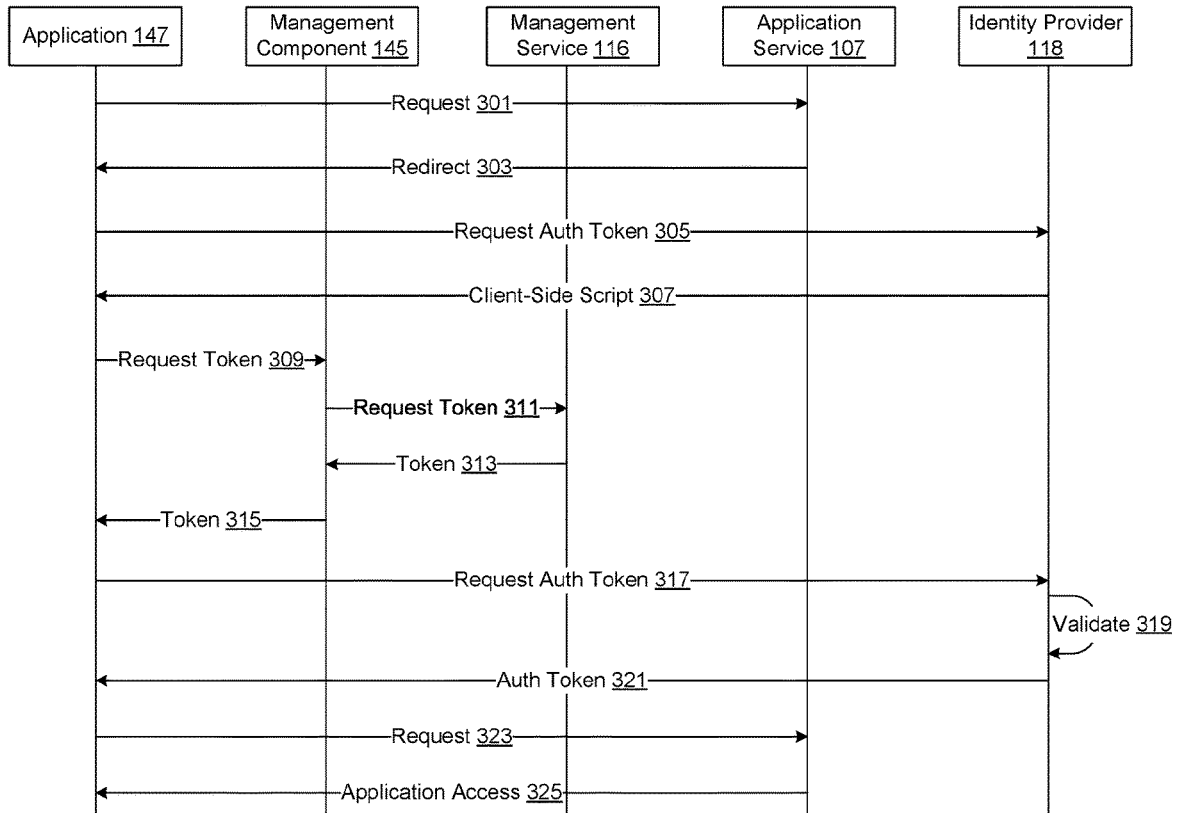 Application 147
Management
Component 145
Management
Service 116
Application
Service 107
Identity Provider
118
Request 301
Redirect 303
Request Auth Token 305
Client-Side Script 307
Request Token 309
Request Token 311
Token 313
Token 315
Request Auth Token 317
Validate 319
Auth Token 321
Request 323
Application Access 325